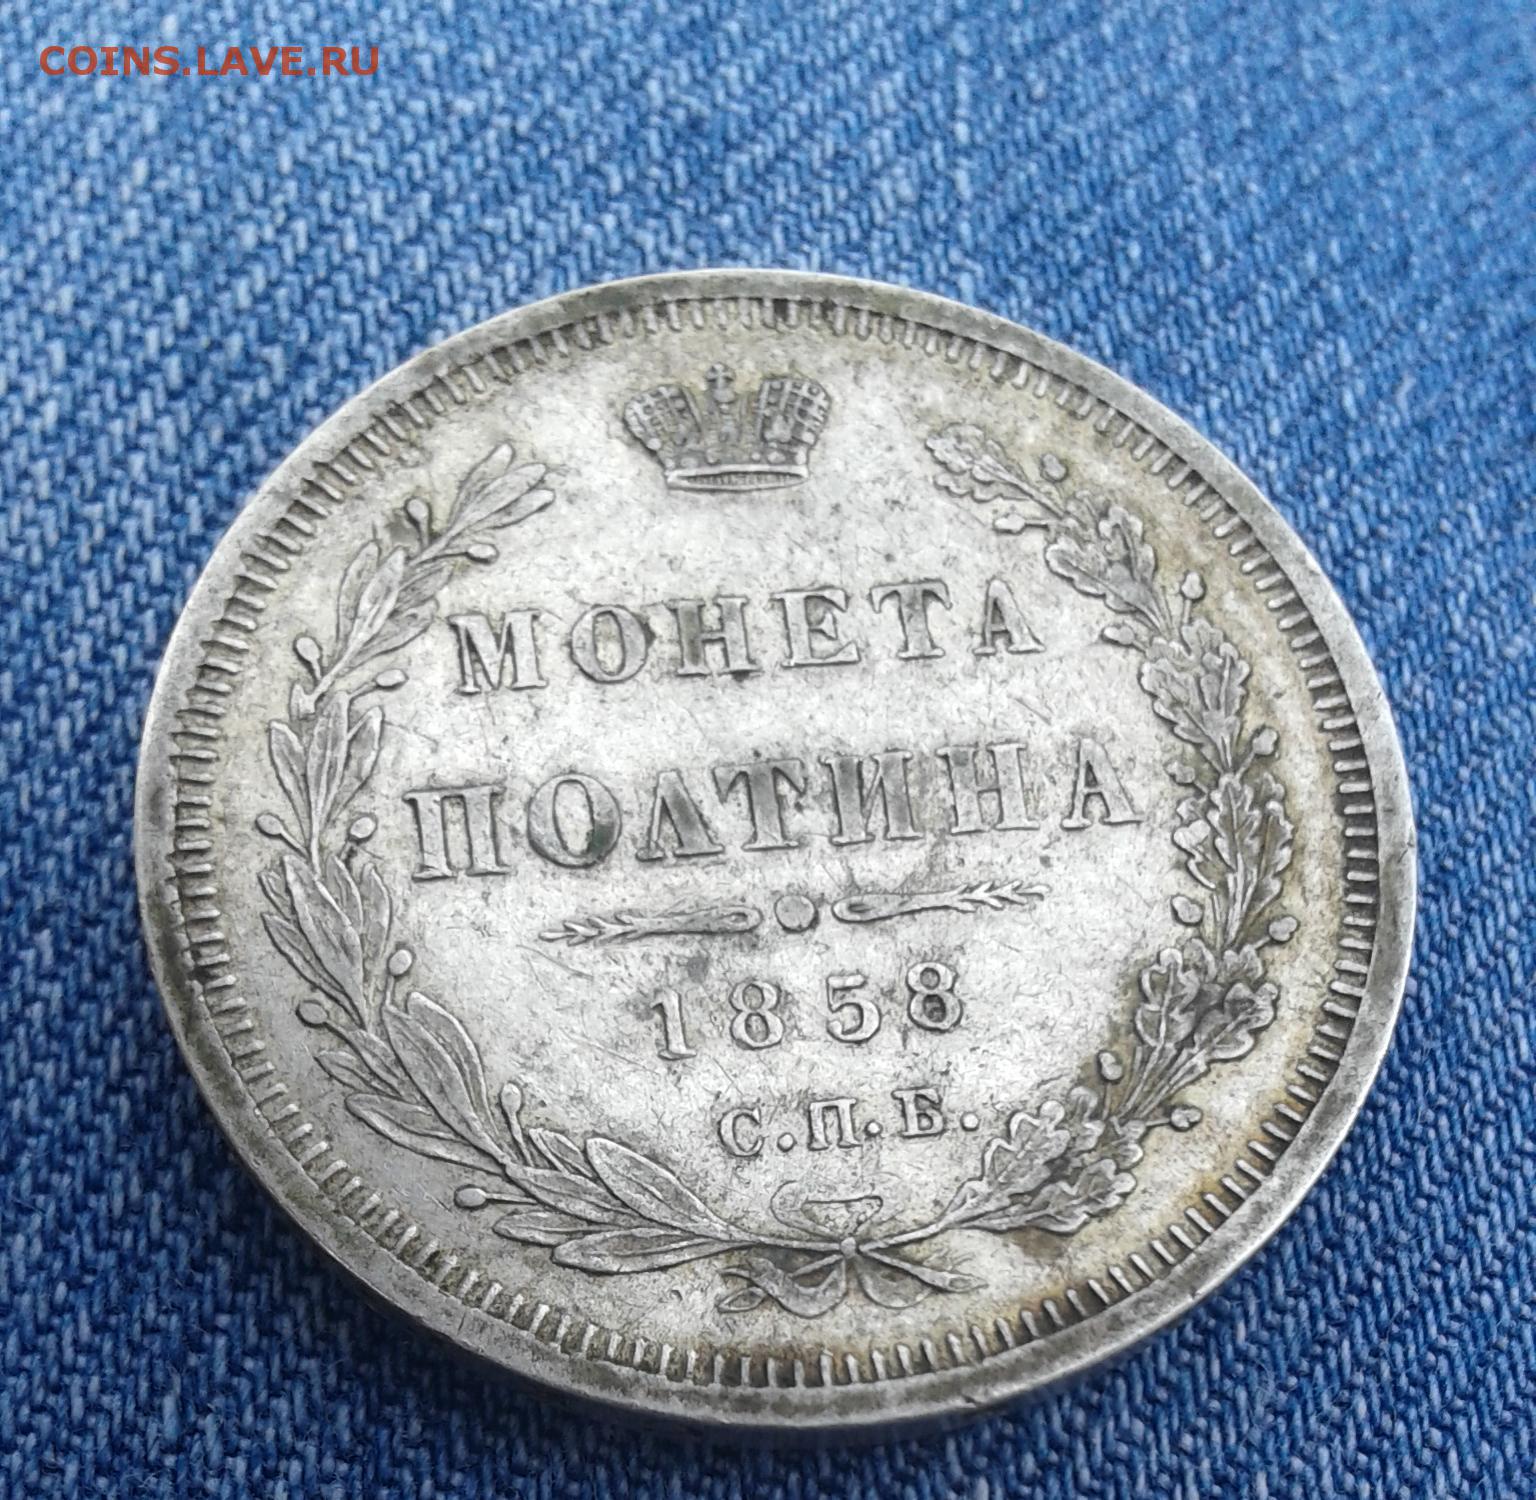 COINS.LAVE.RU
МОНЕТА
ПОЛТИНА
1858
С.П.Б.